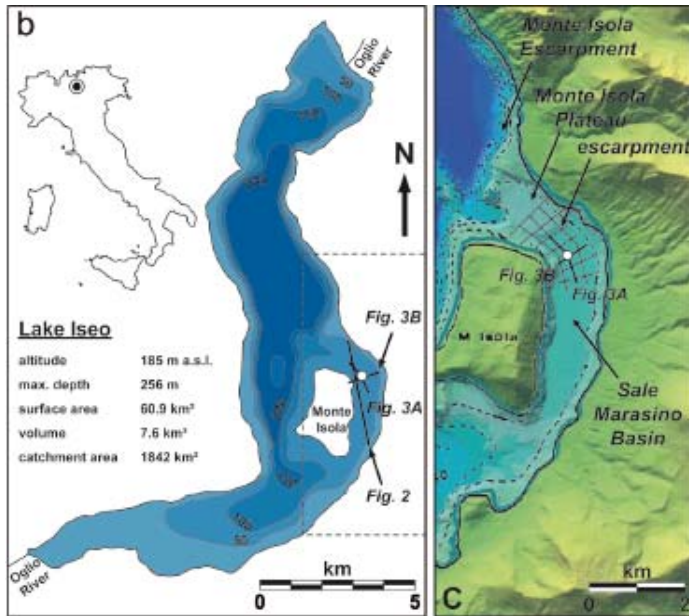 b
Oglio
River
N
Fig. 3B
Lake Iseo
altitude 185 m a.s.l.
max. depth 256 m
surface area 60.9 km²
volume 7.6 km³
catchment area 1842 km²
Monte
Isola
Fig. 3A
Fig. 2
Oglio
River
km
0 5
Monte Isola
Escarpment
Monte Isola
Plateau
escarpment
Fig. 3B
Fig. 3A
M. Isola
Sale
Marasino
Basin
km
0
C